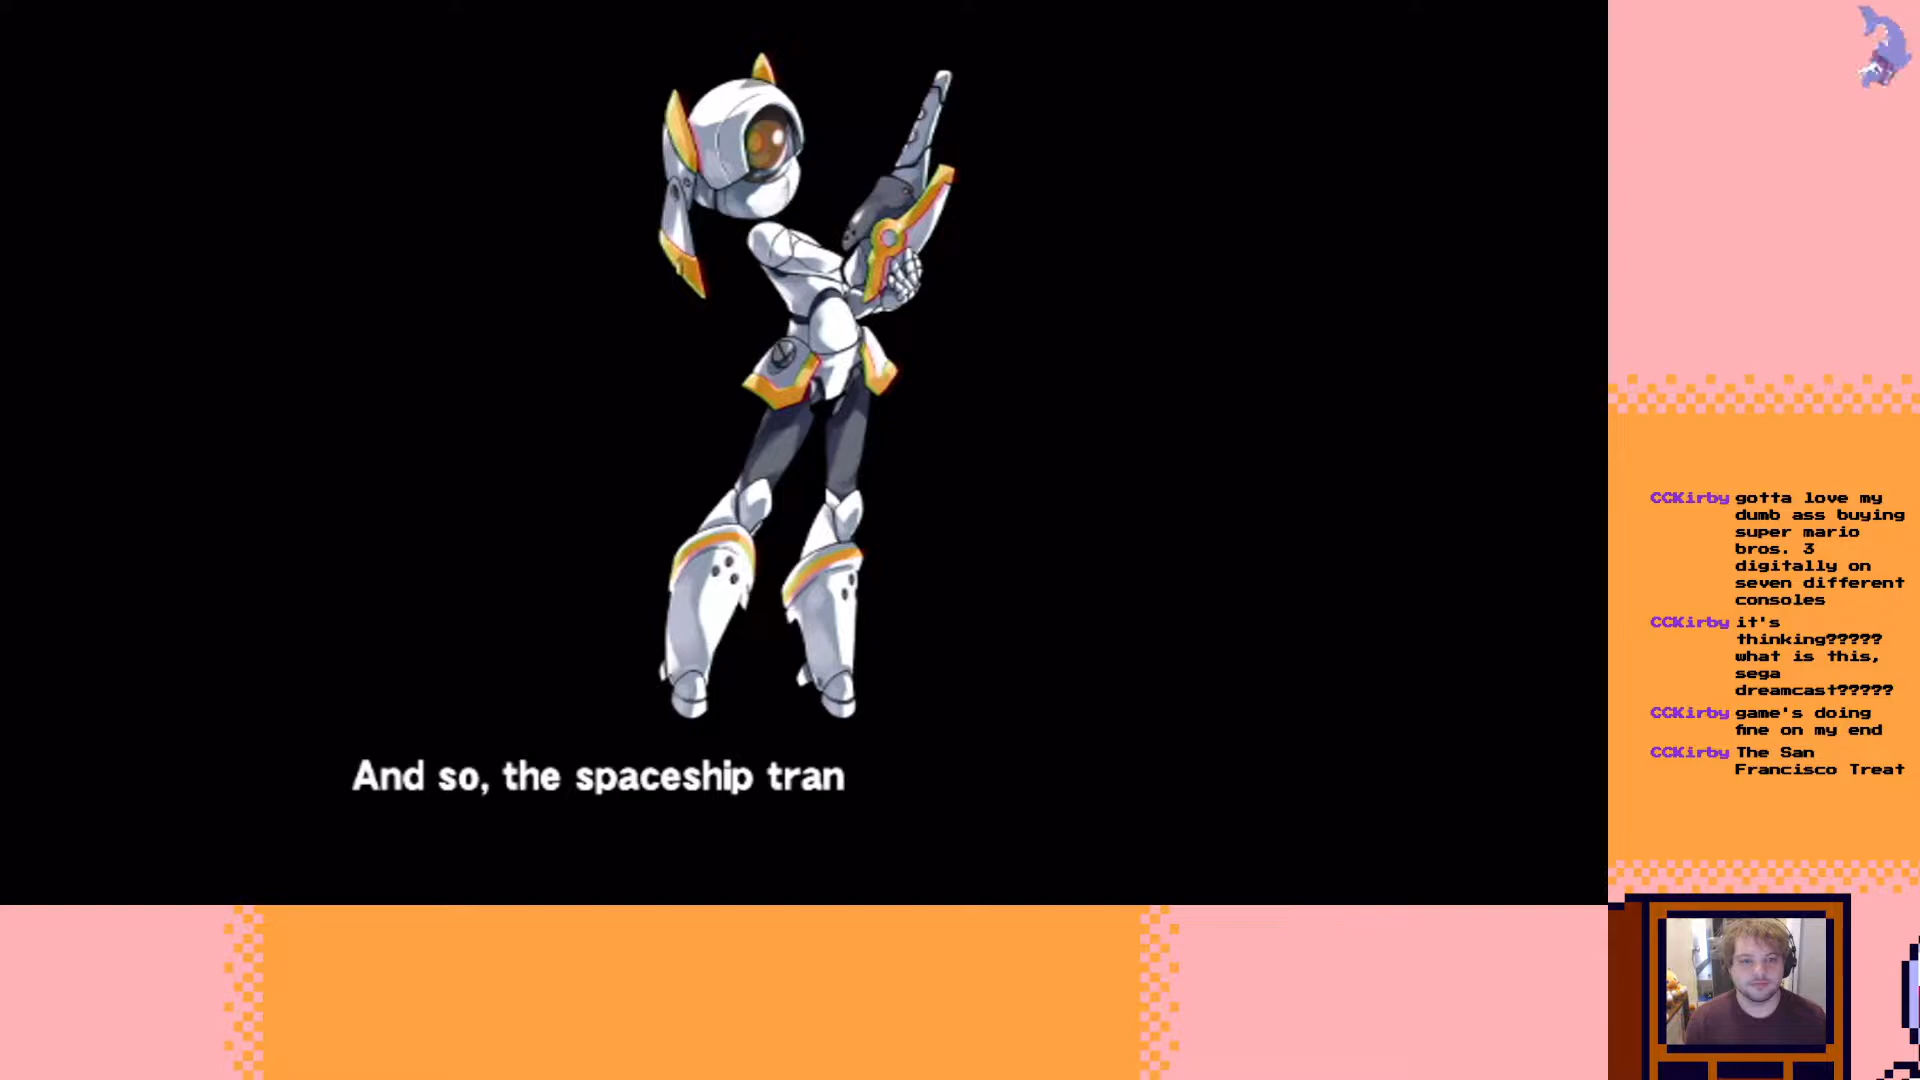 And so, the spaceship tran
CCKirby gotta love my
dumb ass buying
super mario
bros. 3
digitally on
seven different
consoles
CCKirby it's
thinking?????
what is this,
sega
dreamcast?????
CCKirby game's doing
fine on my end
CCKirby The San
Francisco Treat